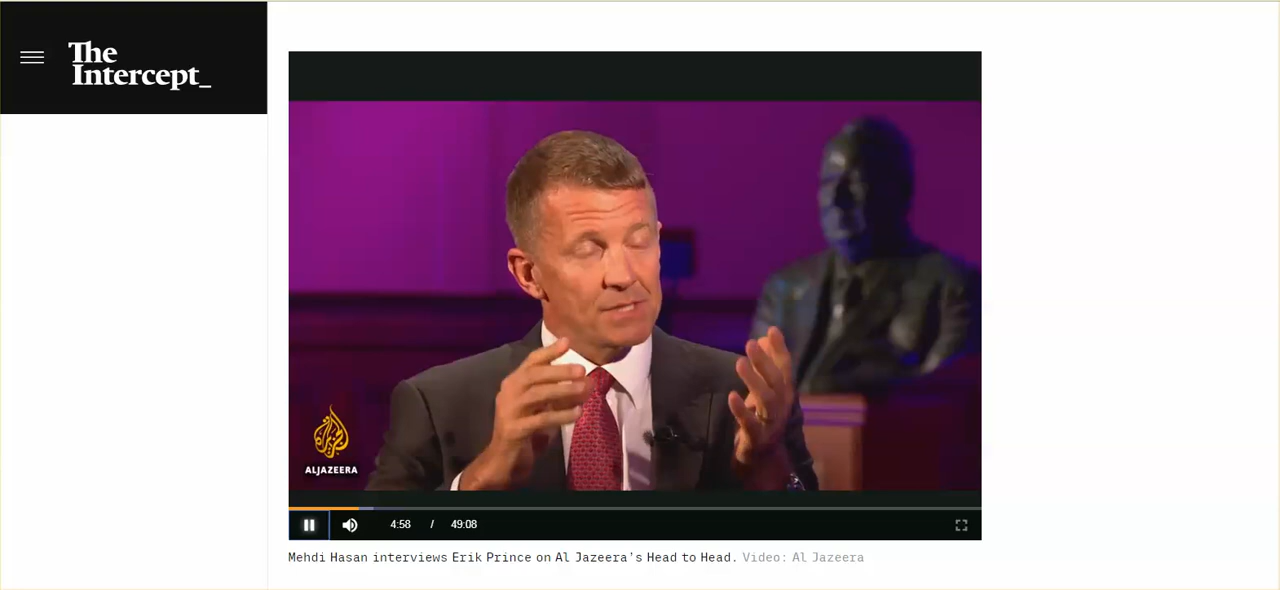 The
Intercept_
ALJAZEERA
4:58 / 49:08
Mehdi Hasan interviews Erik Prince on Al Jazeera's Head to Head. Video: Al Jazeera